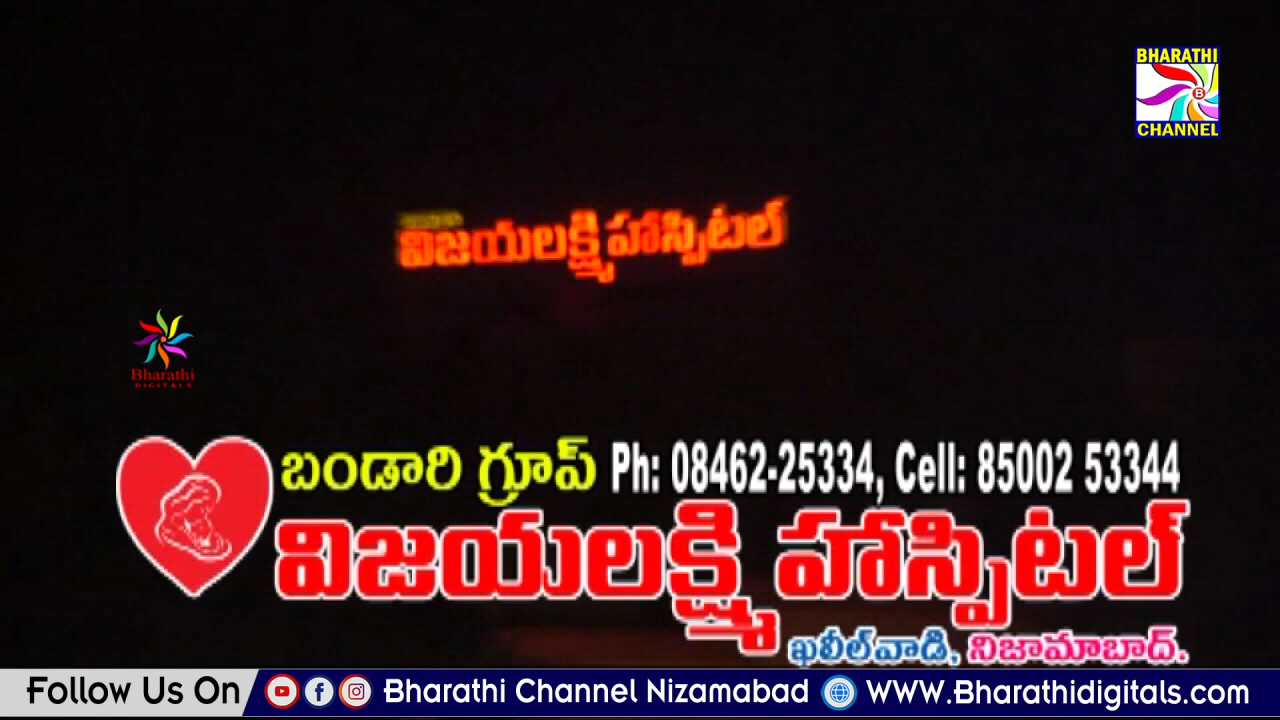 BHARATHI
B
CHANNEL
విజయలక్ష్మి హాస్పిటల్
Bharathi
DIGITALS
బండారి గ్రూప్ Ph: 08462-25334, Cell: 85002 53344
విజయలక్ష్మి హాస్పిటల్
ఖలీల్‌వాడి, నిజామాబాద్.
Follow Us On Bharathi Channel Nizamabad WWW.Bharathidigitals.com